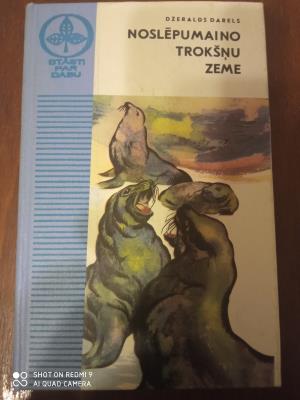 DŽERALDS DARELS
NOSLĒPUMAINO
TROKŠŅU
ZEME
STĀSTI
PAR
DABU
SHOT ON REDMI 9
AI QUAD CAMERA